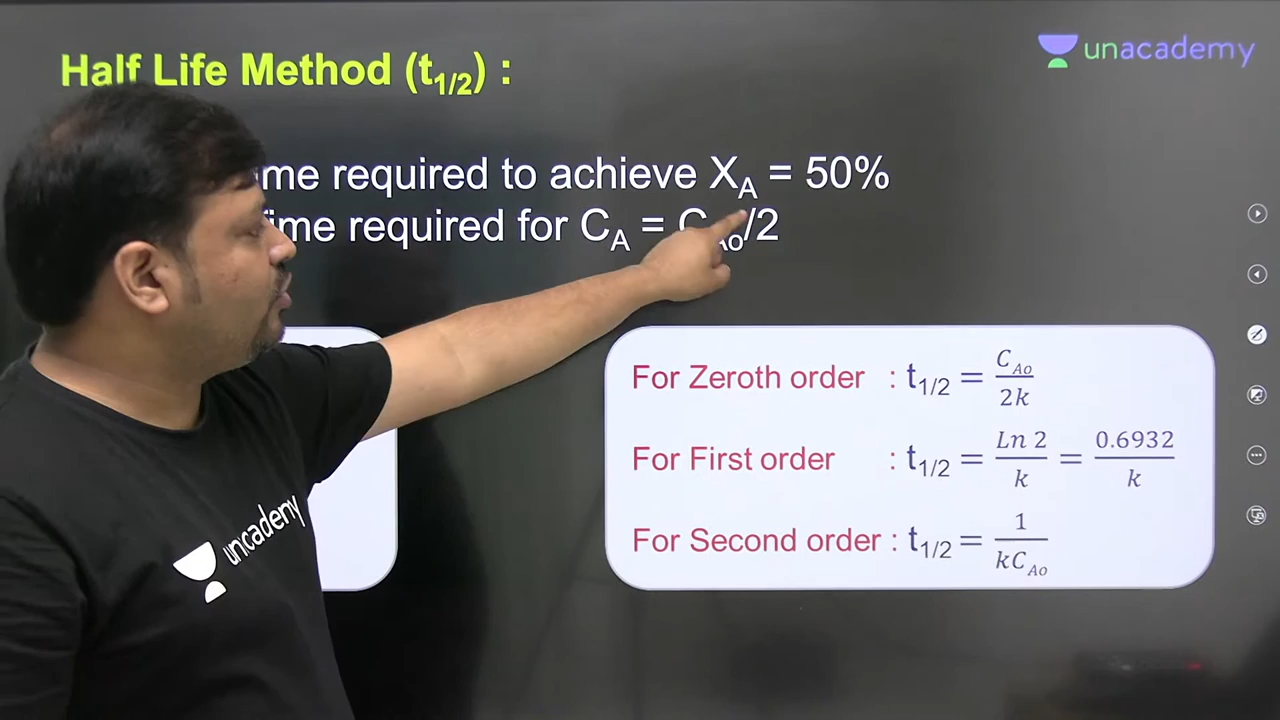 Half Life Method (t1/2) :
unacademy
ime required to achieve XA = 50%
ime required for CA = CAo/2
For Zeroth order : t1/2 = CAo/2k
For First order : t1/2 = Ln 2/k = 0.6932/k
For Second order : t1/2 = 1/kCAo
unacademy